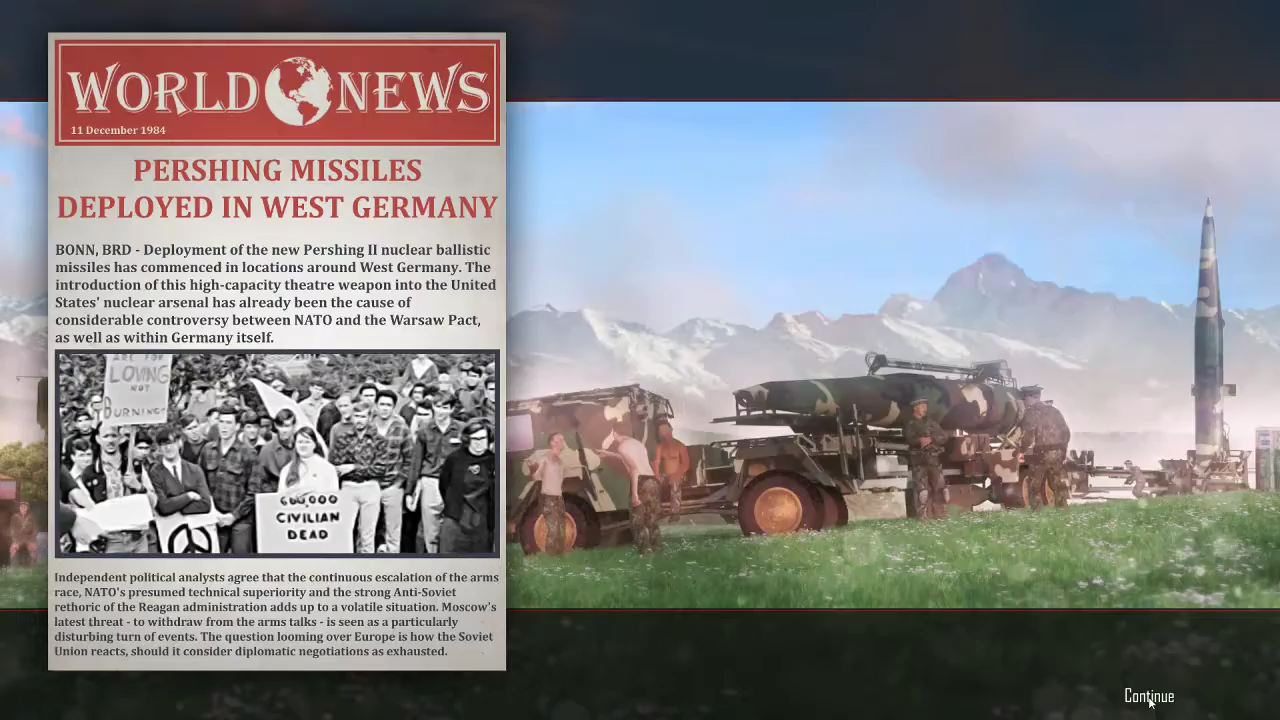 WORLD NEWS
11 December 1984
PERSHING MISSILES
DEPLOYED IN WEST GERMANY
BONN, BRD - Deployment of the new Pershing II nuclear ballistic
missiles has commenced in locations around West Germany. The
introduction of this high-capacity theatre weapon into the United
States' nuclear arsenal has already been the cause of
considerable controversy between NATO and the Warsaw Pact,
as well as within Germany itself.
ARE FOR
LOVING
NOT
BURNING!
600,000
CIVILIAN
DEAD
Independent political analysts agree that the continuous escalation of the arms
race, NATO's presumed technical superiority and the strong Anti-Soviet
rethoric of the Reagan administration adds up to a volatile situation. Moscow's
latest threat - to withdraw from the arms talks - is seen as a particularly
disturbing turn of events. The question looming over Europe is how the Soviet
Union reacts, should it consider diplomatic negotiations as exhausted.
Continue